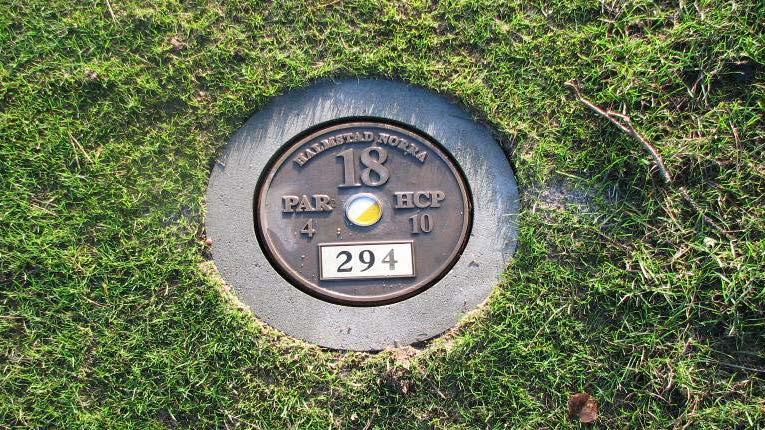 HALMSTAD NORRA
18
PAR HCP
4 10
294